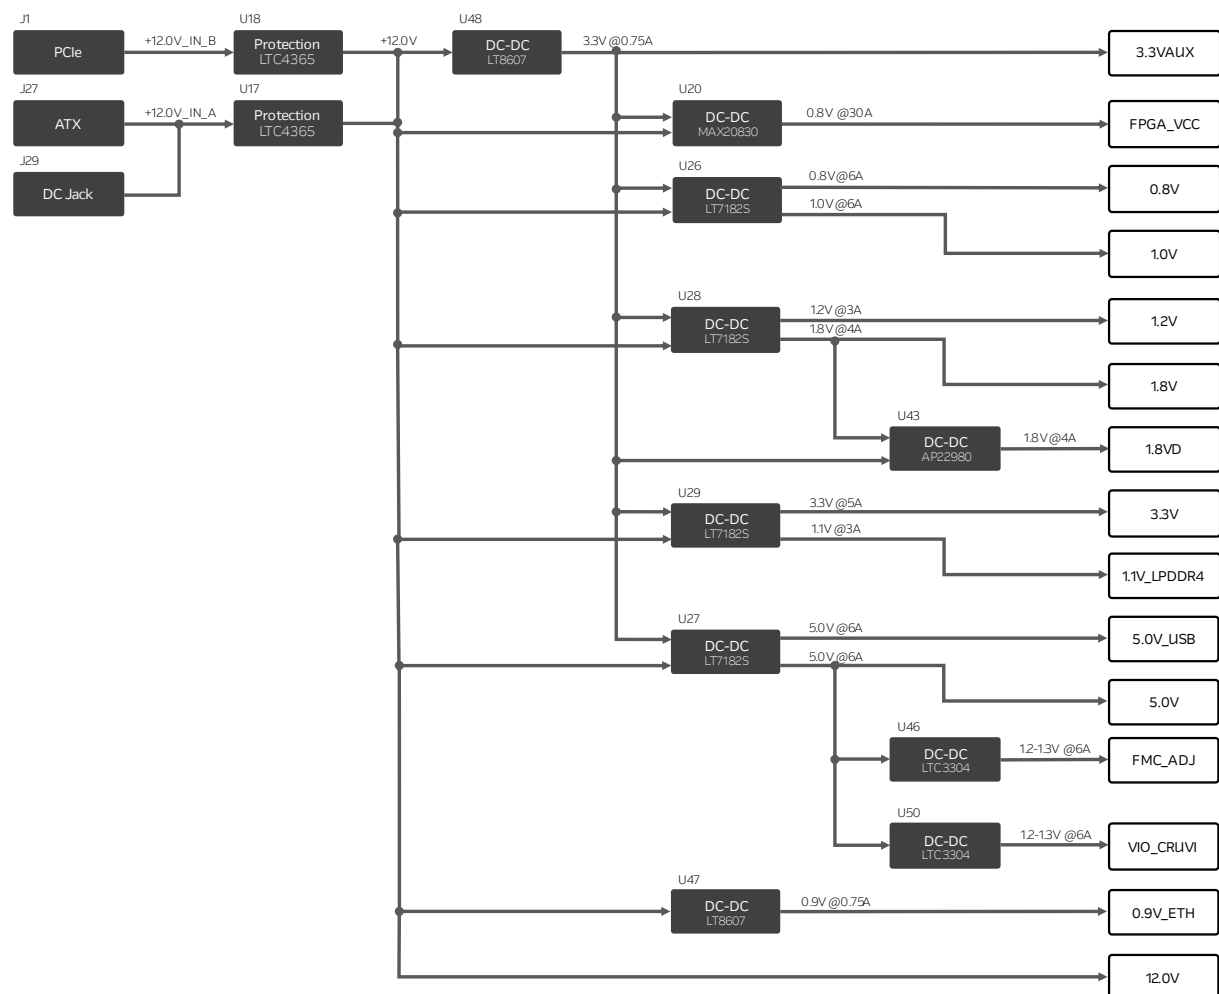 J1
PCIe
+12.0V_IN_B
U18
Protection
LTC4365
+12.0V
U48
DC-DC
LT8607
3.3V@0.75A
3.3VAUX
J27
ATX
+12.0V_IN_A
U17
Protection
LTC4365
J29
DC Jack
U20
DC-DC
MAX20830
0.8V @30A
FPGA_VCC
U26
DC-DC
LT7182S
0.8V@6A
1.0V@6A
0.8V
1.0V
U28
DC-DC
LT7182S
1.2V@3A
1.8V@4A
1.2V
1.8V
U43
DC-DC
AP22980
1.8V@4A
1.8VD
U29
DC-DC
LT7182S
3.3V@5A
1.1V@3A
3.3V
1.1V_LPDDR4
U27
DC-DC
LT7182S
5.0V@6A
5.0V@6A
5.0V_USB
5.0V
U46
DC-DC
LTC3304
1.2-1.3V @6A
FMC_ADJ
U50
DC-DC
LTC3304
1.2-1.3V @6A
VIO_CRUVI
U47
DC-DC
LT8607
0.9V@0.75A
0.9V_ETH
12.0V